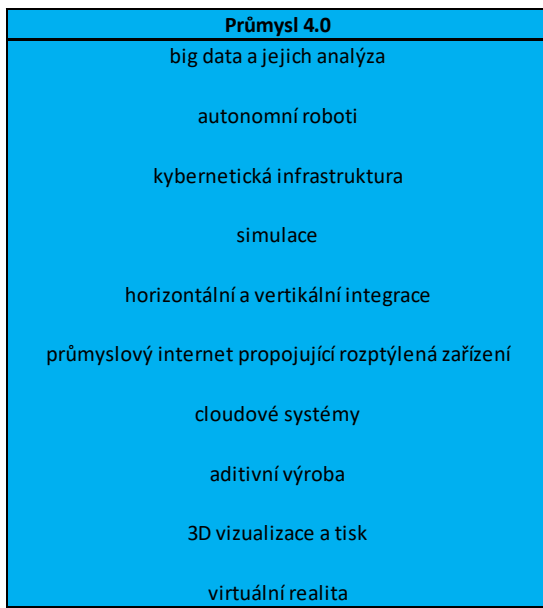 Průmysl 4.0
big data a jejich analýza
autonomní roboti
kybernetická infrastruktura
simulace
horizontální a vertikální integrace
průmyslový internet propojující rozptýlená zařízení
cloudové systémy
aditivní výroba
3D vizualizace a tisk
virtuální realita